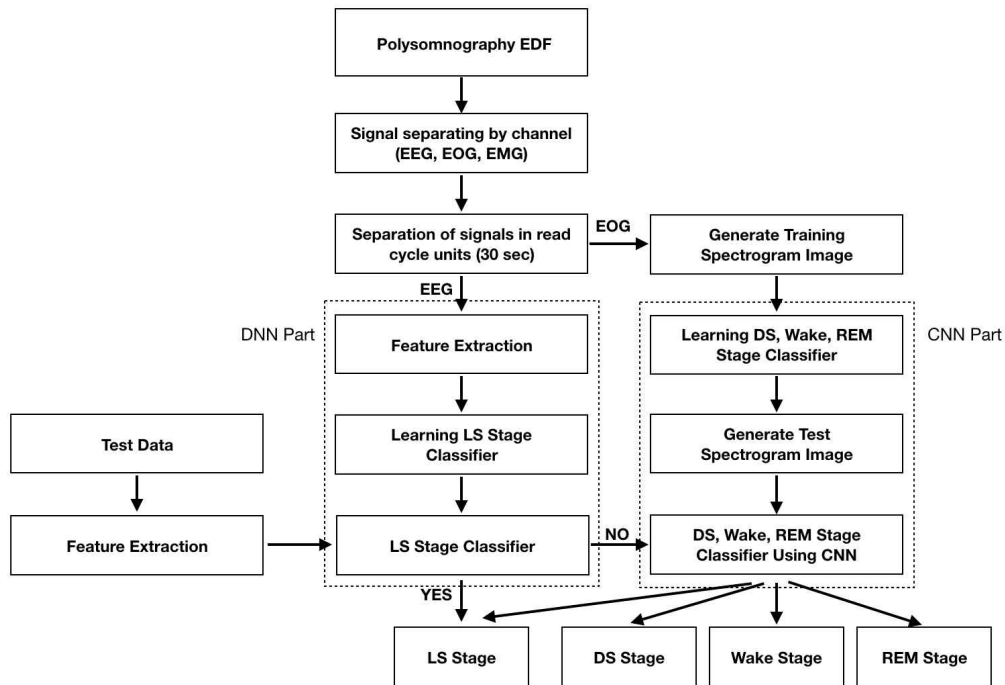 Polysomnography EDF
Signal separating by channel
(EEG, EOG, EMG)
Separation of signals in read
cycle units (30 sec)
EOG
Generate Training
Spectrogram Image
EEG
DNN Part
Feature Extraction
Learning DS, Wake, REM
Stage Classifier
CNN Part
Test Data
Learning LS Stage
Classifier
Generate Test
Spectrogram Image
Feature Extraction
LS Stage Classifier
NO
DS, Wake, REM Stage
Classifier Using CNN
YES
LS Stage
DS Stage
Wake Stage
REM Stage